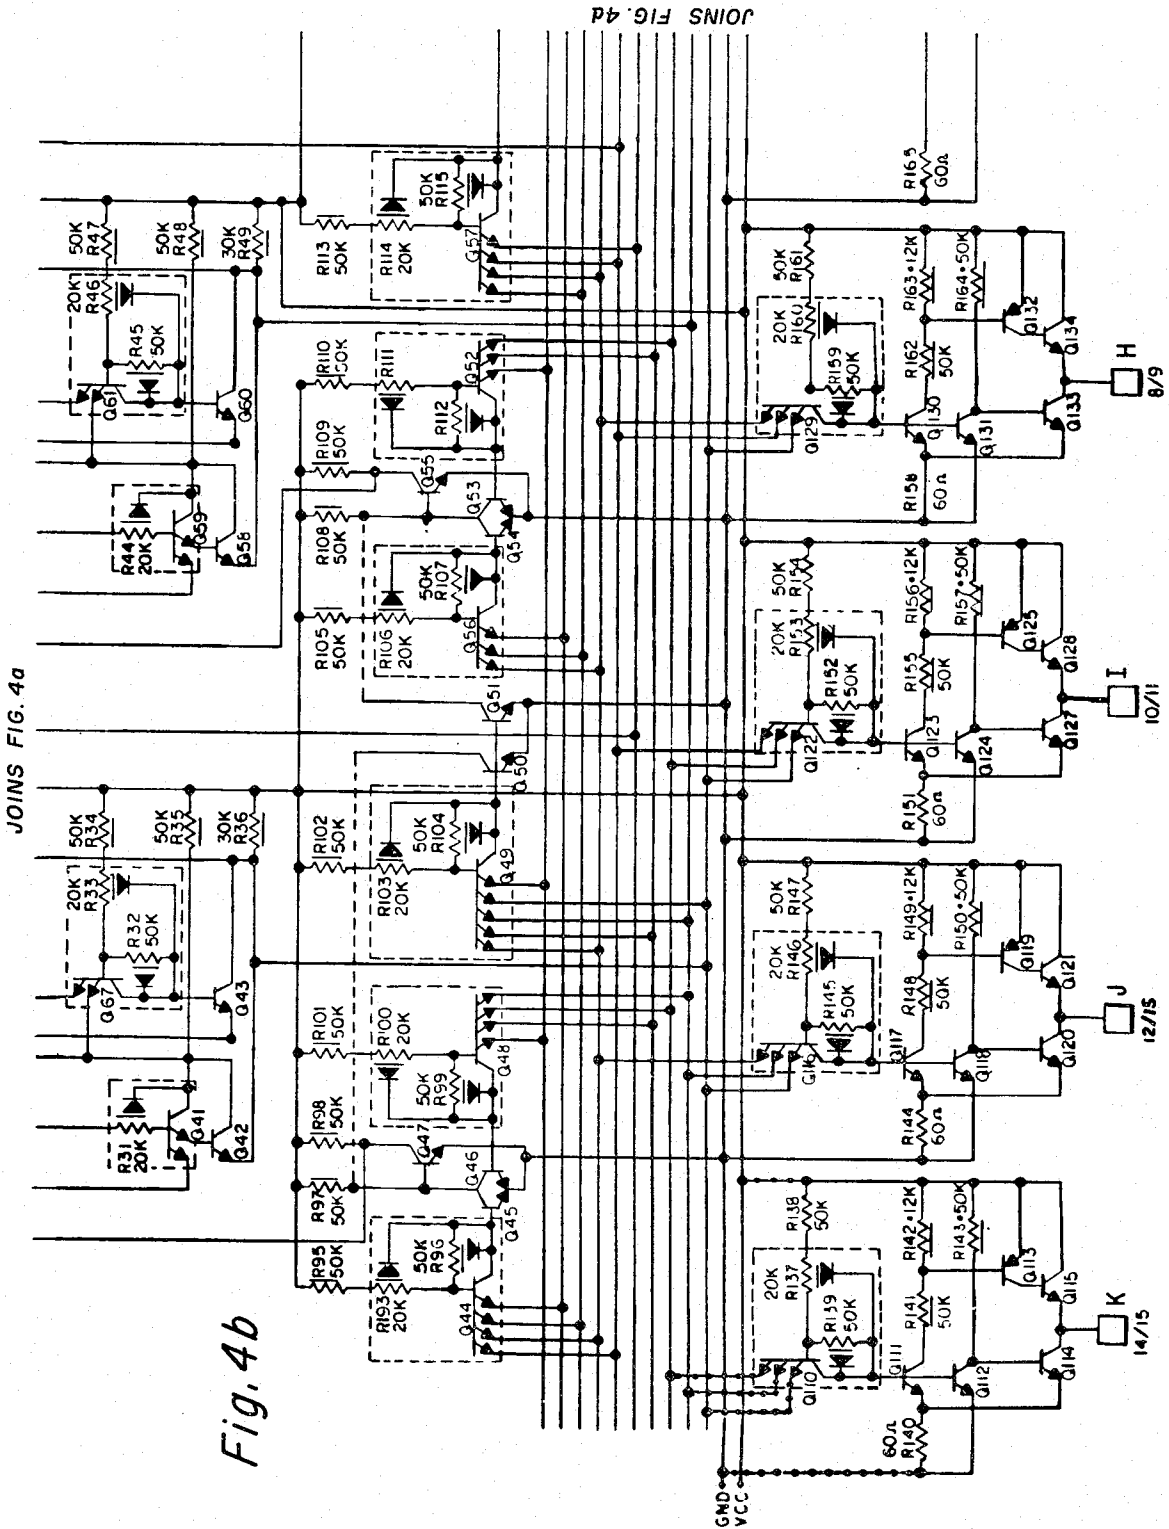 JOINS FIG. 4a
Fig. 4b
JOINS FIG. 4d
50K
R47
20K
R46
R45
50K
Q61
50K
R48
30K
R49
Q60
R44
20K
Q59
Q58
50K
R34
20K
R33
R32
50K
Q67
50K
R35
30K
R36
Q43
R31
20K
Q41
Q42
R113
50K
R114
20K
50K
R115
Q57
R110
50K
R111
R112
Q52
R109
50K
Q55
R108
50K
Q53
Q54
R105
50K
R106
20K
50K
R107
Q56
Q51
Q50
R102
50K
R103
20K
50K
R104
Q49
R101
50K
R100
20K
50K
R99
Q48
R98
50K
Q47
R97
50K
Q46
Q45
R95
50K
R193
20K
50K
R96
Q44
GND
VCC
R165
60Ω
50K
R161
20K
R160
R159
50K
Q129
R163•12K
R162
50K
R164•50K
Q130
Q131
Q132
Q133
Q134
R158
60Ω
H
8/9
50K
R154
20K
R153
R152
50K
Q122
R156•12K
R155
50K
R157•50K
Q123
Q124
Q125
Q127
Q128
R151
60Ω
I
10/11
50K
R147
20K
R146
R145
50K
Q116
R149•12K
R148
50K
R150•50K
Q117
Q118
Q119
Q120
Q121
R144
60Ω
J
12/15
R138
50K
20K
R137
R139
50K
Q110
R142•12K
R141
50K
R143•50K
Q111
Q112
Q113
Q114
Q115
60Ω
R140
K
14/15